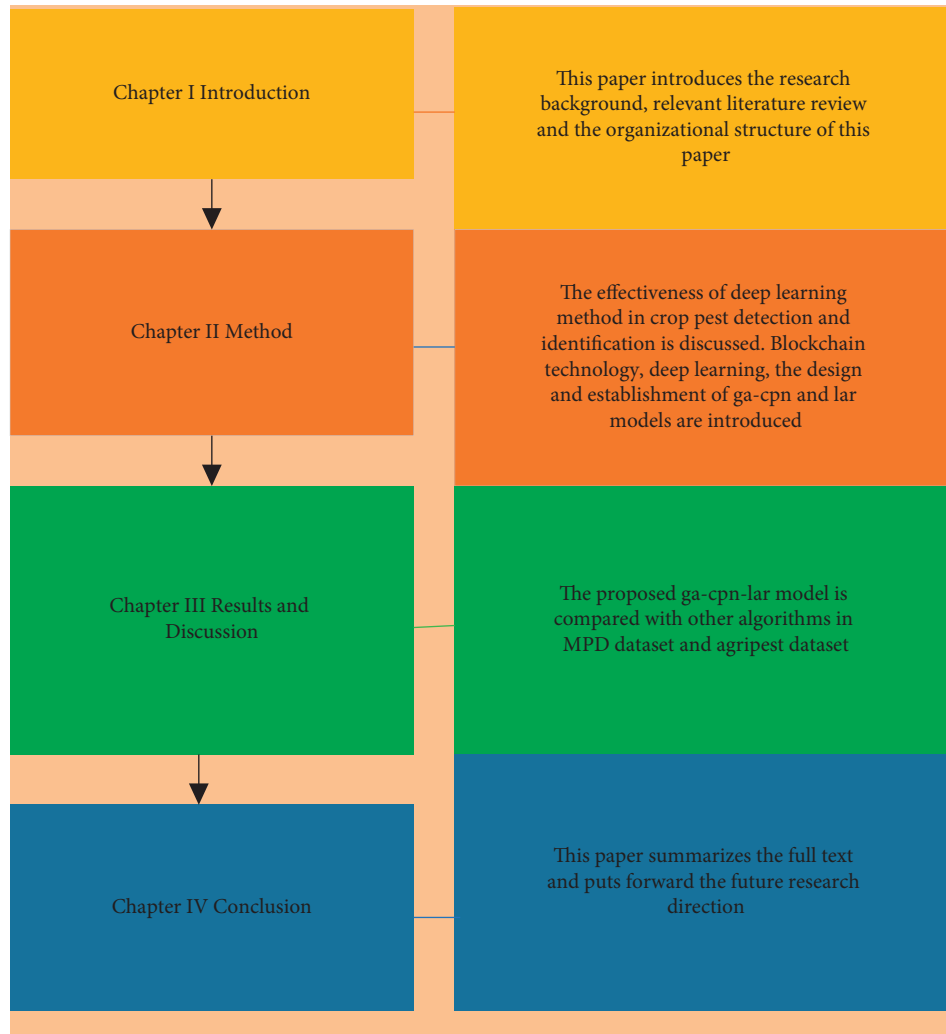 Chapter I Introduction
This paper introduces the research
background, relevant literature review
and the organizational structure of this
paper
Chapter II Method
The effectiveness of deep learning
method in crop pest detection and
identification is discussed. Blockchain
technology, deep learning, the design
and establishment of ga-cpn and lar
models are introduced
Chapter III Results and
Discussion
The proposed ga-cpn-lar model is
compared with other algorithms in
MPD dataset and agripest dataset
Chapter IV Conclusion
This paper summarizes the full text
and puts forward the future research
direction